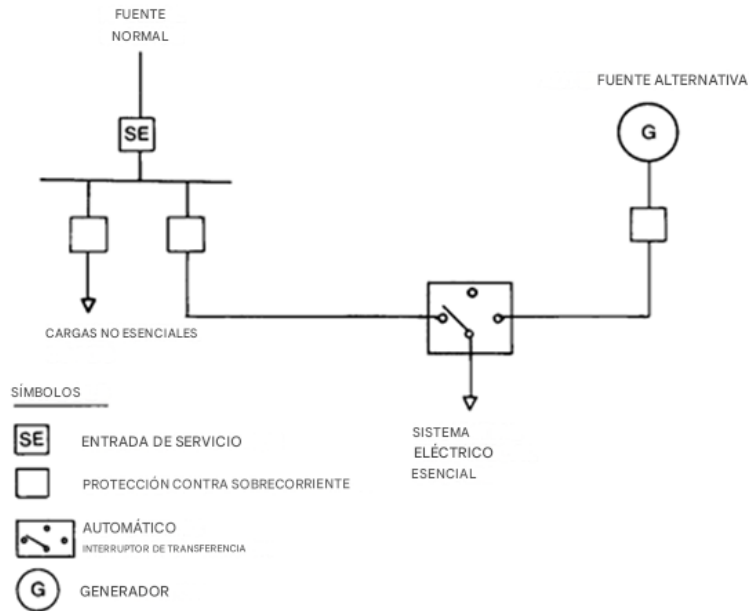 FUENTE
NORMAL
FUENTE ALTERNATIVA
SE
G
CARGAS NO ESENCIALES
SISTEMA
ELÉCTRICO
ESENCIAL
SÍMBOLOS
SE ENTRADA DE SERVICIO
PROTECCIÓN CONTRA SOBRECORRIENTE
AUTOMÁTICO
INTERRUPTOR DE TRANSFERENCIA
G GENERADOR